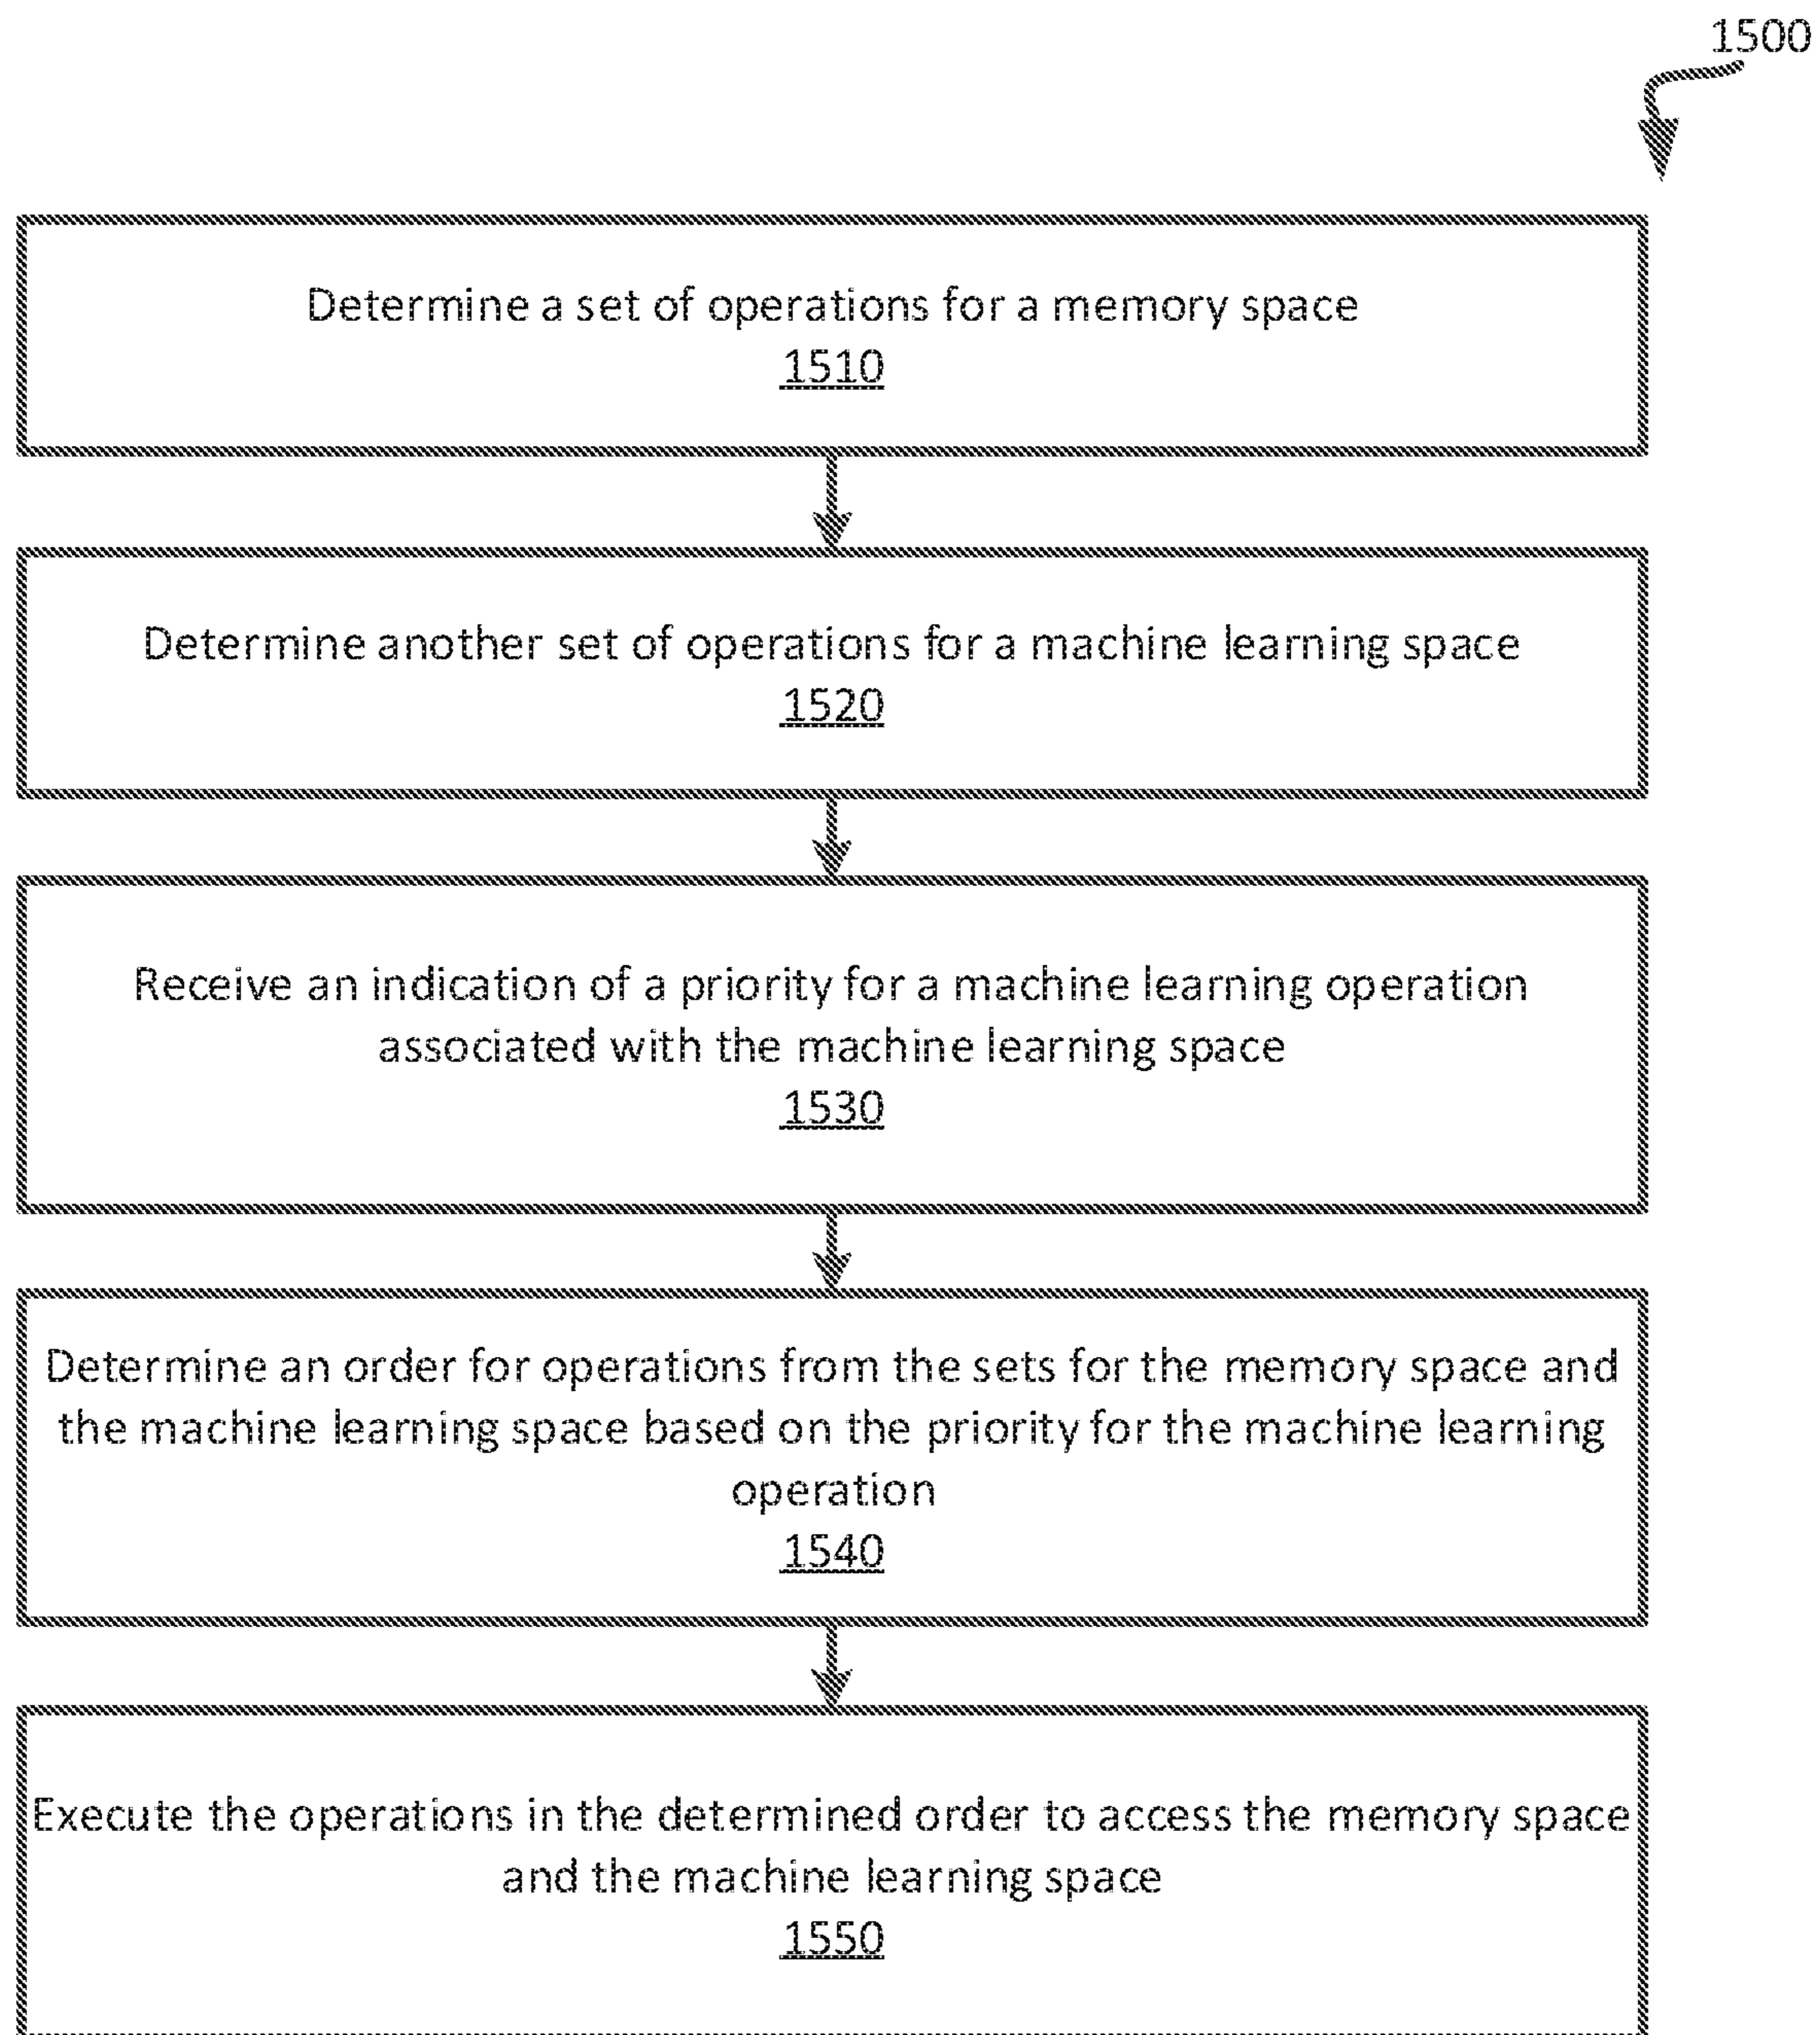 1500
Determine a set of operations for a memory space
1510
Determine another set of operations for a machine learning space
1520
Receive an indication of a priority for a machine learning operation
associated with the machine learning space
1530
Determine an order for operations from the sets for the memory space and
the machine learning space based on the priority for the machine learning
operation
1540
Execute the operations in the determined order to access the memory space
and the machine learning space
1550